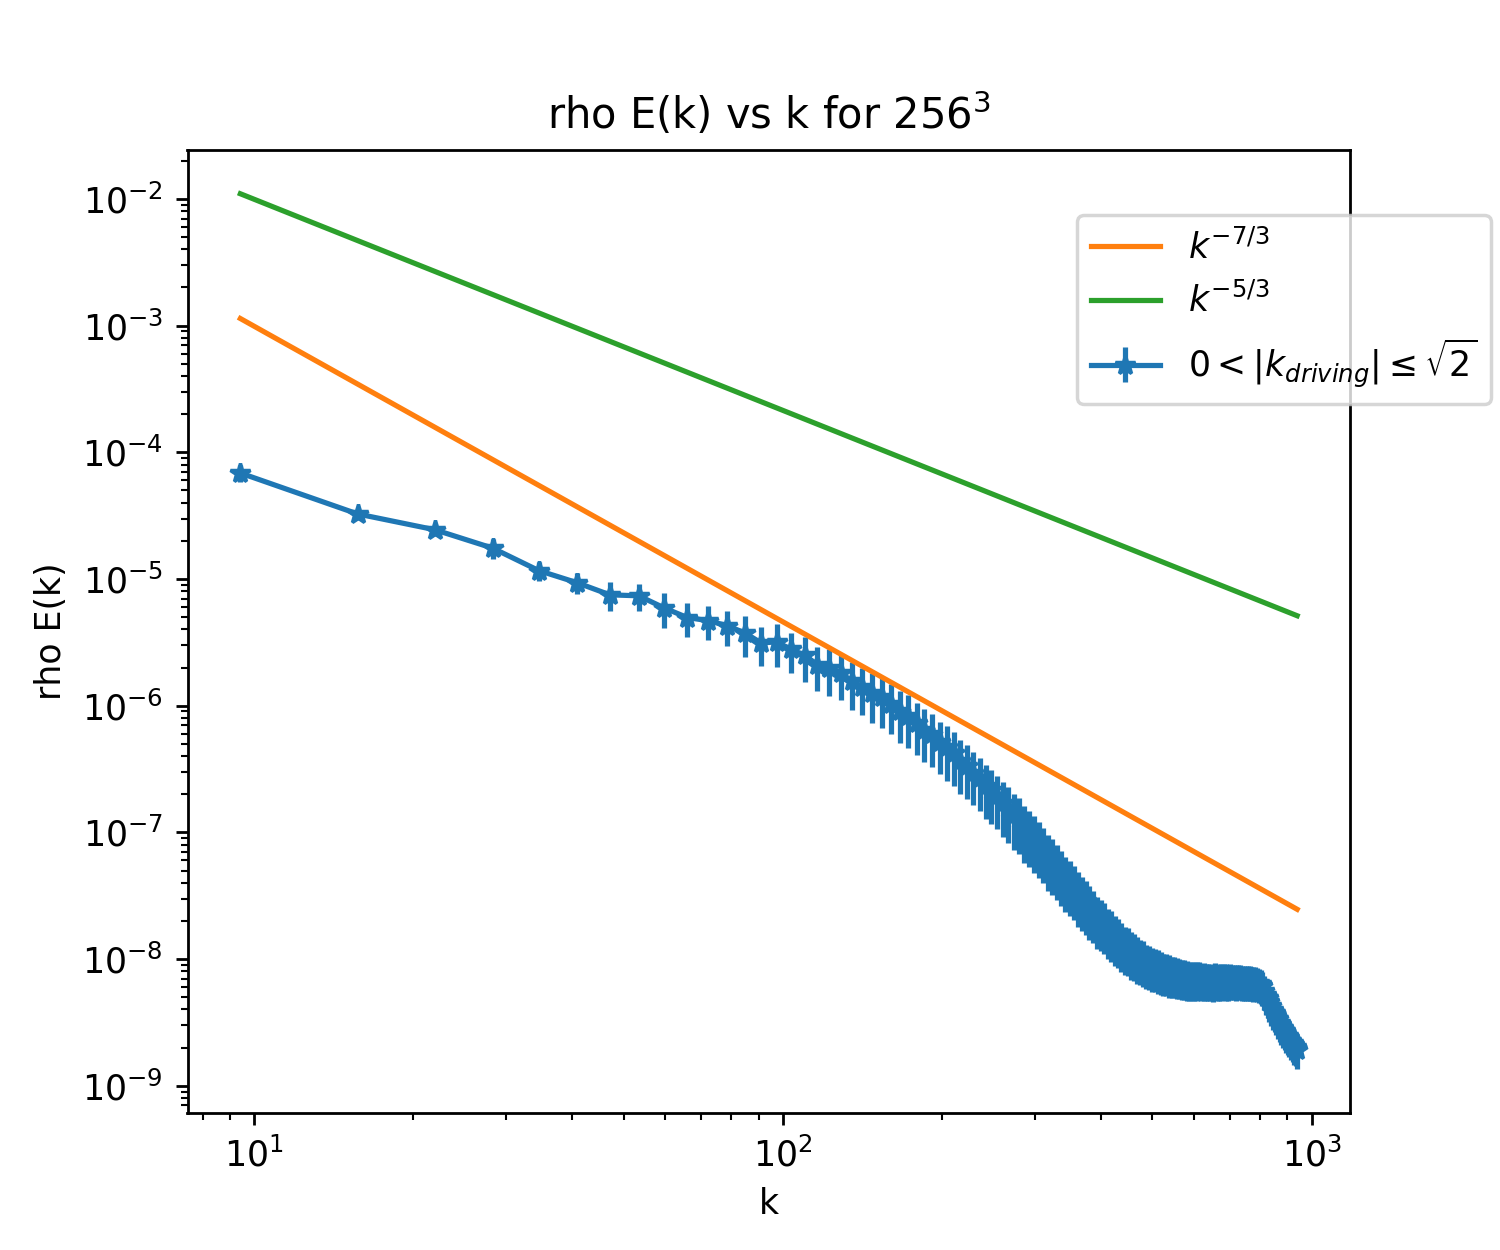 rho E(k) vs k for 256³
10⁻²
10⁻³
10⁻⁴
10⁻⁵
10⁻⁶
10⁻⁷
10⁻⁸
10⁻⁹
rho E(k)
k⁻⁷/³
k⁻⁵/³
0 < |k_driving| ≤ √2
10¹
10²
10³
k